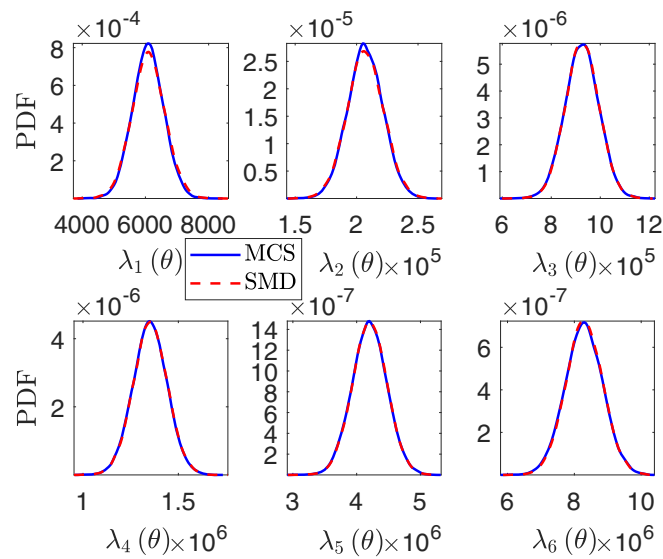 ×10⁻⁴ ×10⁻⁵ ×10⁻⁶
8 6 4 2
2.5 2 1.5 1 0.5
5 4 3 2 1
PDF
4000 6000 8000 1.5 2 2.5 6 8 10 12
λ₁(θ) λ₂(θ)×10⁵ λ₃(θ)×10⁵
MCS
SMD
×10⁻⁶ ×10⁻⁷ ×10⁻⁷
4 2
14 12 10 8 6 4 2
6 4 2
PDF
1 1.5 3 4 5 6 8 10
λ₄(θ)×10⁶ λ₅(θ)×10⁶ λ₆(θ)×10⁶